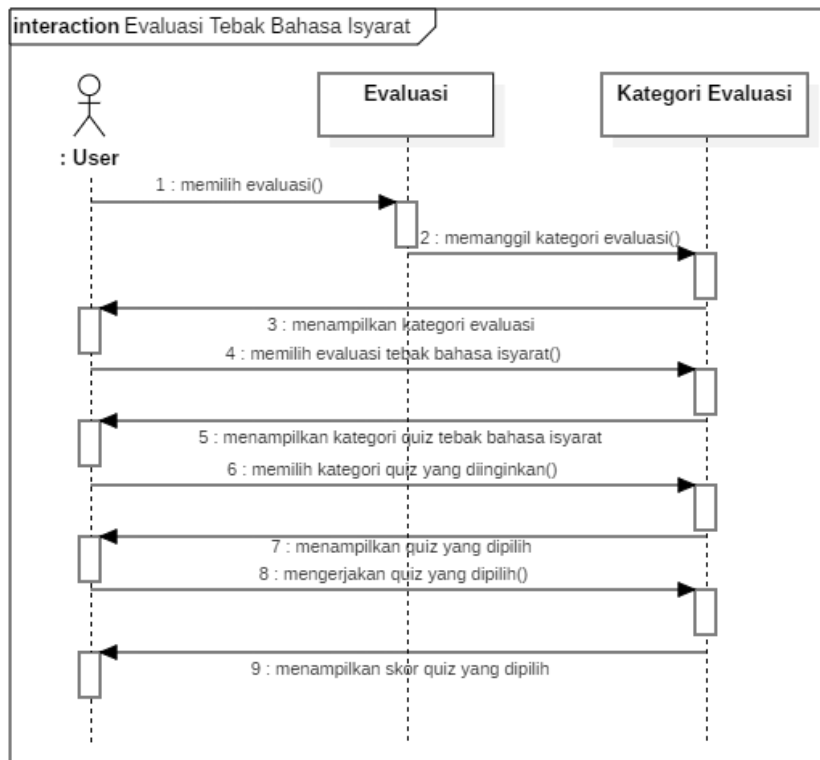 interaction Evaluasi Tebak Bahasa Isyarat
Evaluasi
Kategori Evaluasi
: User
1 : memilih evaluasi()
2 : memanggil kategori evaluasi()
3 : menampilkan kategori evaluasi
4 : memilih evaluasi tebak bahasa isyarat()
5 : menampilkan kategori quiz tebak bahasa isyarat
6 : memilih kategori quiz yang diinginkan()
7 : menampilkan quiz yang dipilih
8 : mengerjakan quiz yang dipilih()
9 : menampilkan skor quiz yang dipilih